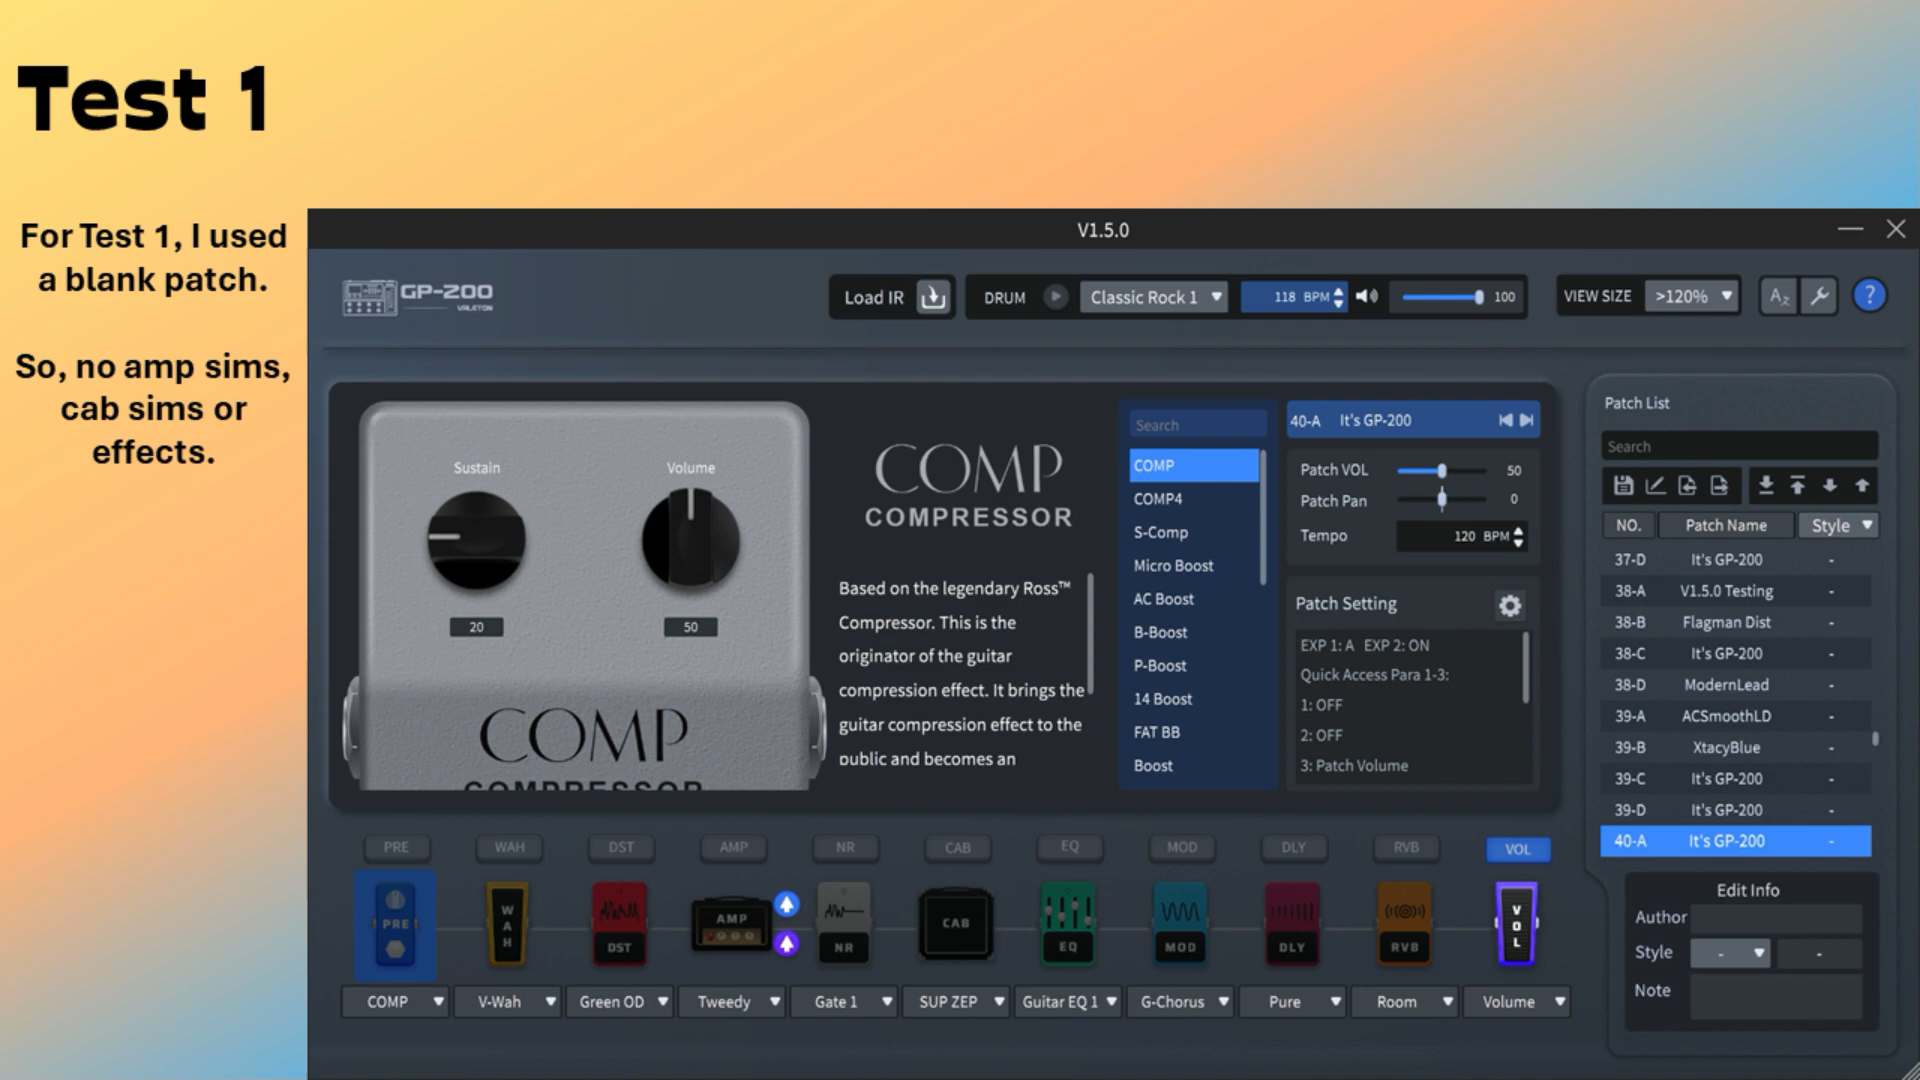 Test 1
For Test 1, I used
a blank patch.
So, no amp sims,
cab sims or
effects.
V1.5.0
GP-200
VALETON
Load IR
DRUM
Classic Rock 1
118 BPM
100
VIEW SIZE
>120%
AZ
?
Sustain
Volume
20
50
COMP
COMPRESSOR
COMP
COMPRESSOR
Based on the legendary Ross™
Compressor. This is the
originator of the guitar
compression effect. It brings the
guitar compression effect to the
public and becomes an
Search
COMP
COMP4
S-Comp
Micro Boost
AC Boost
B-Boost
P-Boost
14 Boost
FAT BB
Boost
40-A It's GP-200
Patch VOL 50
Patch Pan 0
Tempo 120 BPM
Patch Setting
EXP 1: A EXP 2: ON
Quick Access Para 1-3:
1: OFF
2: OFF
3: Patch Volume
Patch List
Search
NO. Patch Name Style
37-D It's GP-200 -
38-A V1.5.0 Testing -
38-B Flagman Dist -
38-C It's GP-200 -
38-D ModernLead -
39-A ACSmoothLD -
39-B XtacyBlue -
39-C It's GP-200 -
39-D It's GP-200 -
40-A It's GP-200 -
Edit Info
Author
Style - -
Note
PRE WAH DST AMP NR CAB EQ MOD DLY RVB VOL
PRE WAH DST AMP NR CAB EQ MOD DLY RVB VOL
COMP V-Wah Green OD Tweedy Gate 1 SUP ZEP Guitar EQ 1 G-Chorus Pure Room Volume